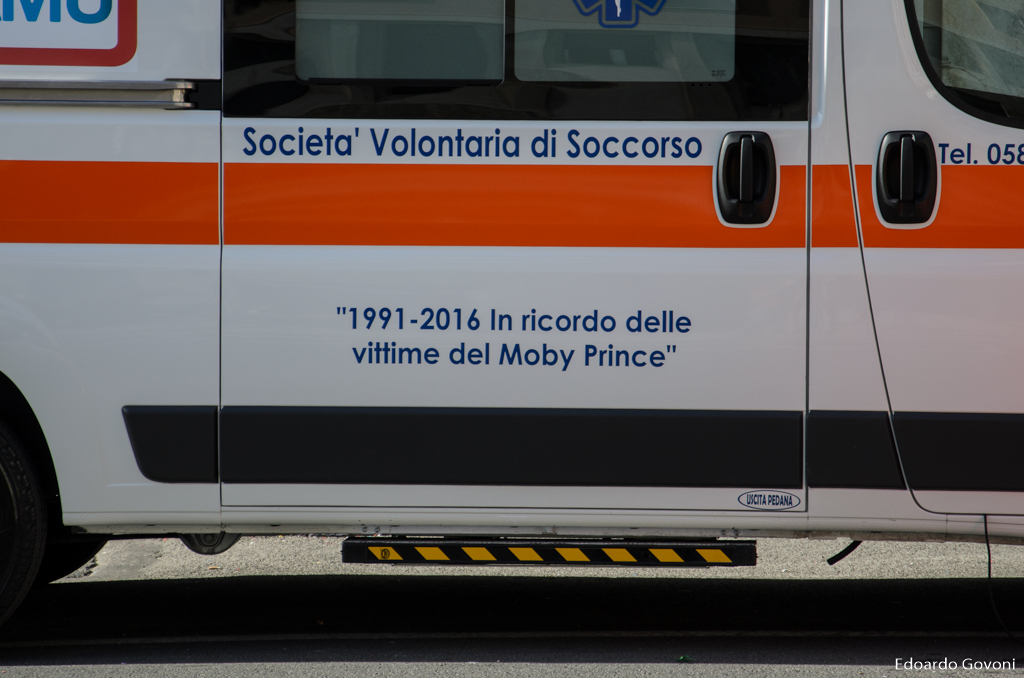 Societa' Volontaria di Soccorso
Tel. 058
"1991-2016 In ricordo delle
vittime del Moby Prince"
USCITA PEDANA
Edoardo Govoni